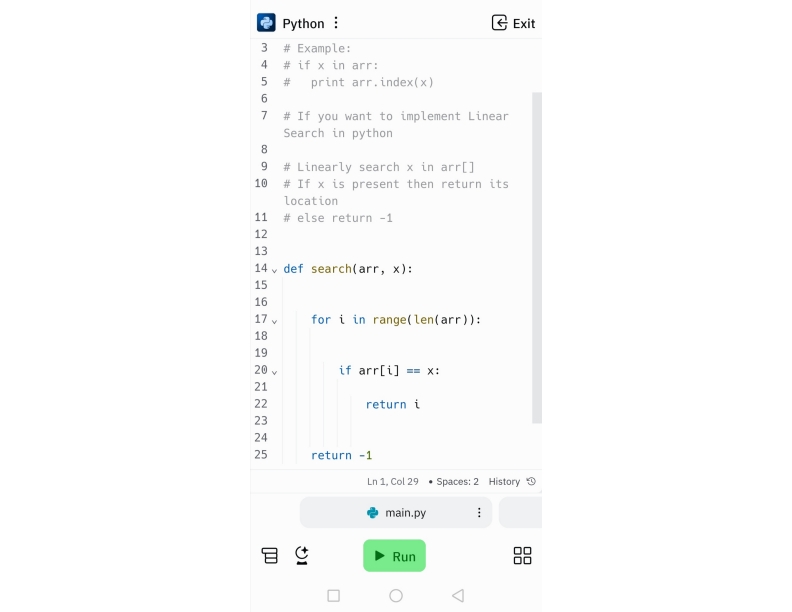 Python
Exit
3 # Example:
4 # if x in arr:
5 #   print arr.index(x)
6
7 # If you want to implement Linear
Search in python
8
9 # Linearly search x in arr[]
10 # If x is present then return its
location
11 # else return -1
12
13
14 def search(arr, x):
15
16
17     for i in range(len(arr)):
18
19
20         if arr[i] == x:
21
22             return i
23
24
25     return -1
Ln 1, Col 29 • Spaces: 2 History
main.py
Run